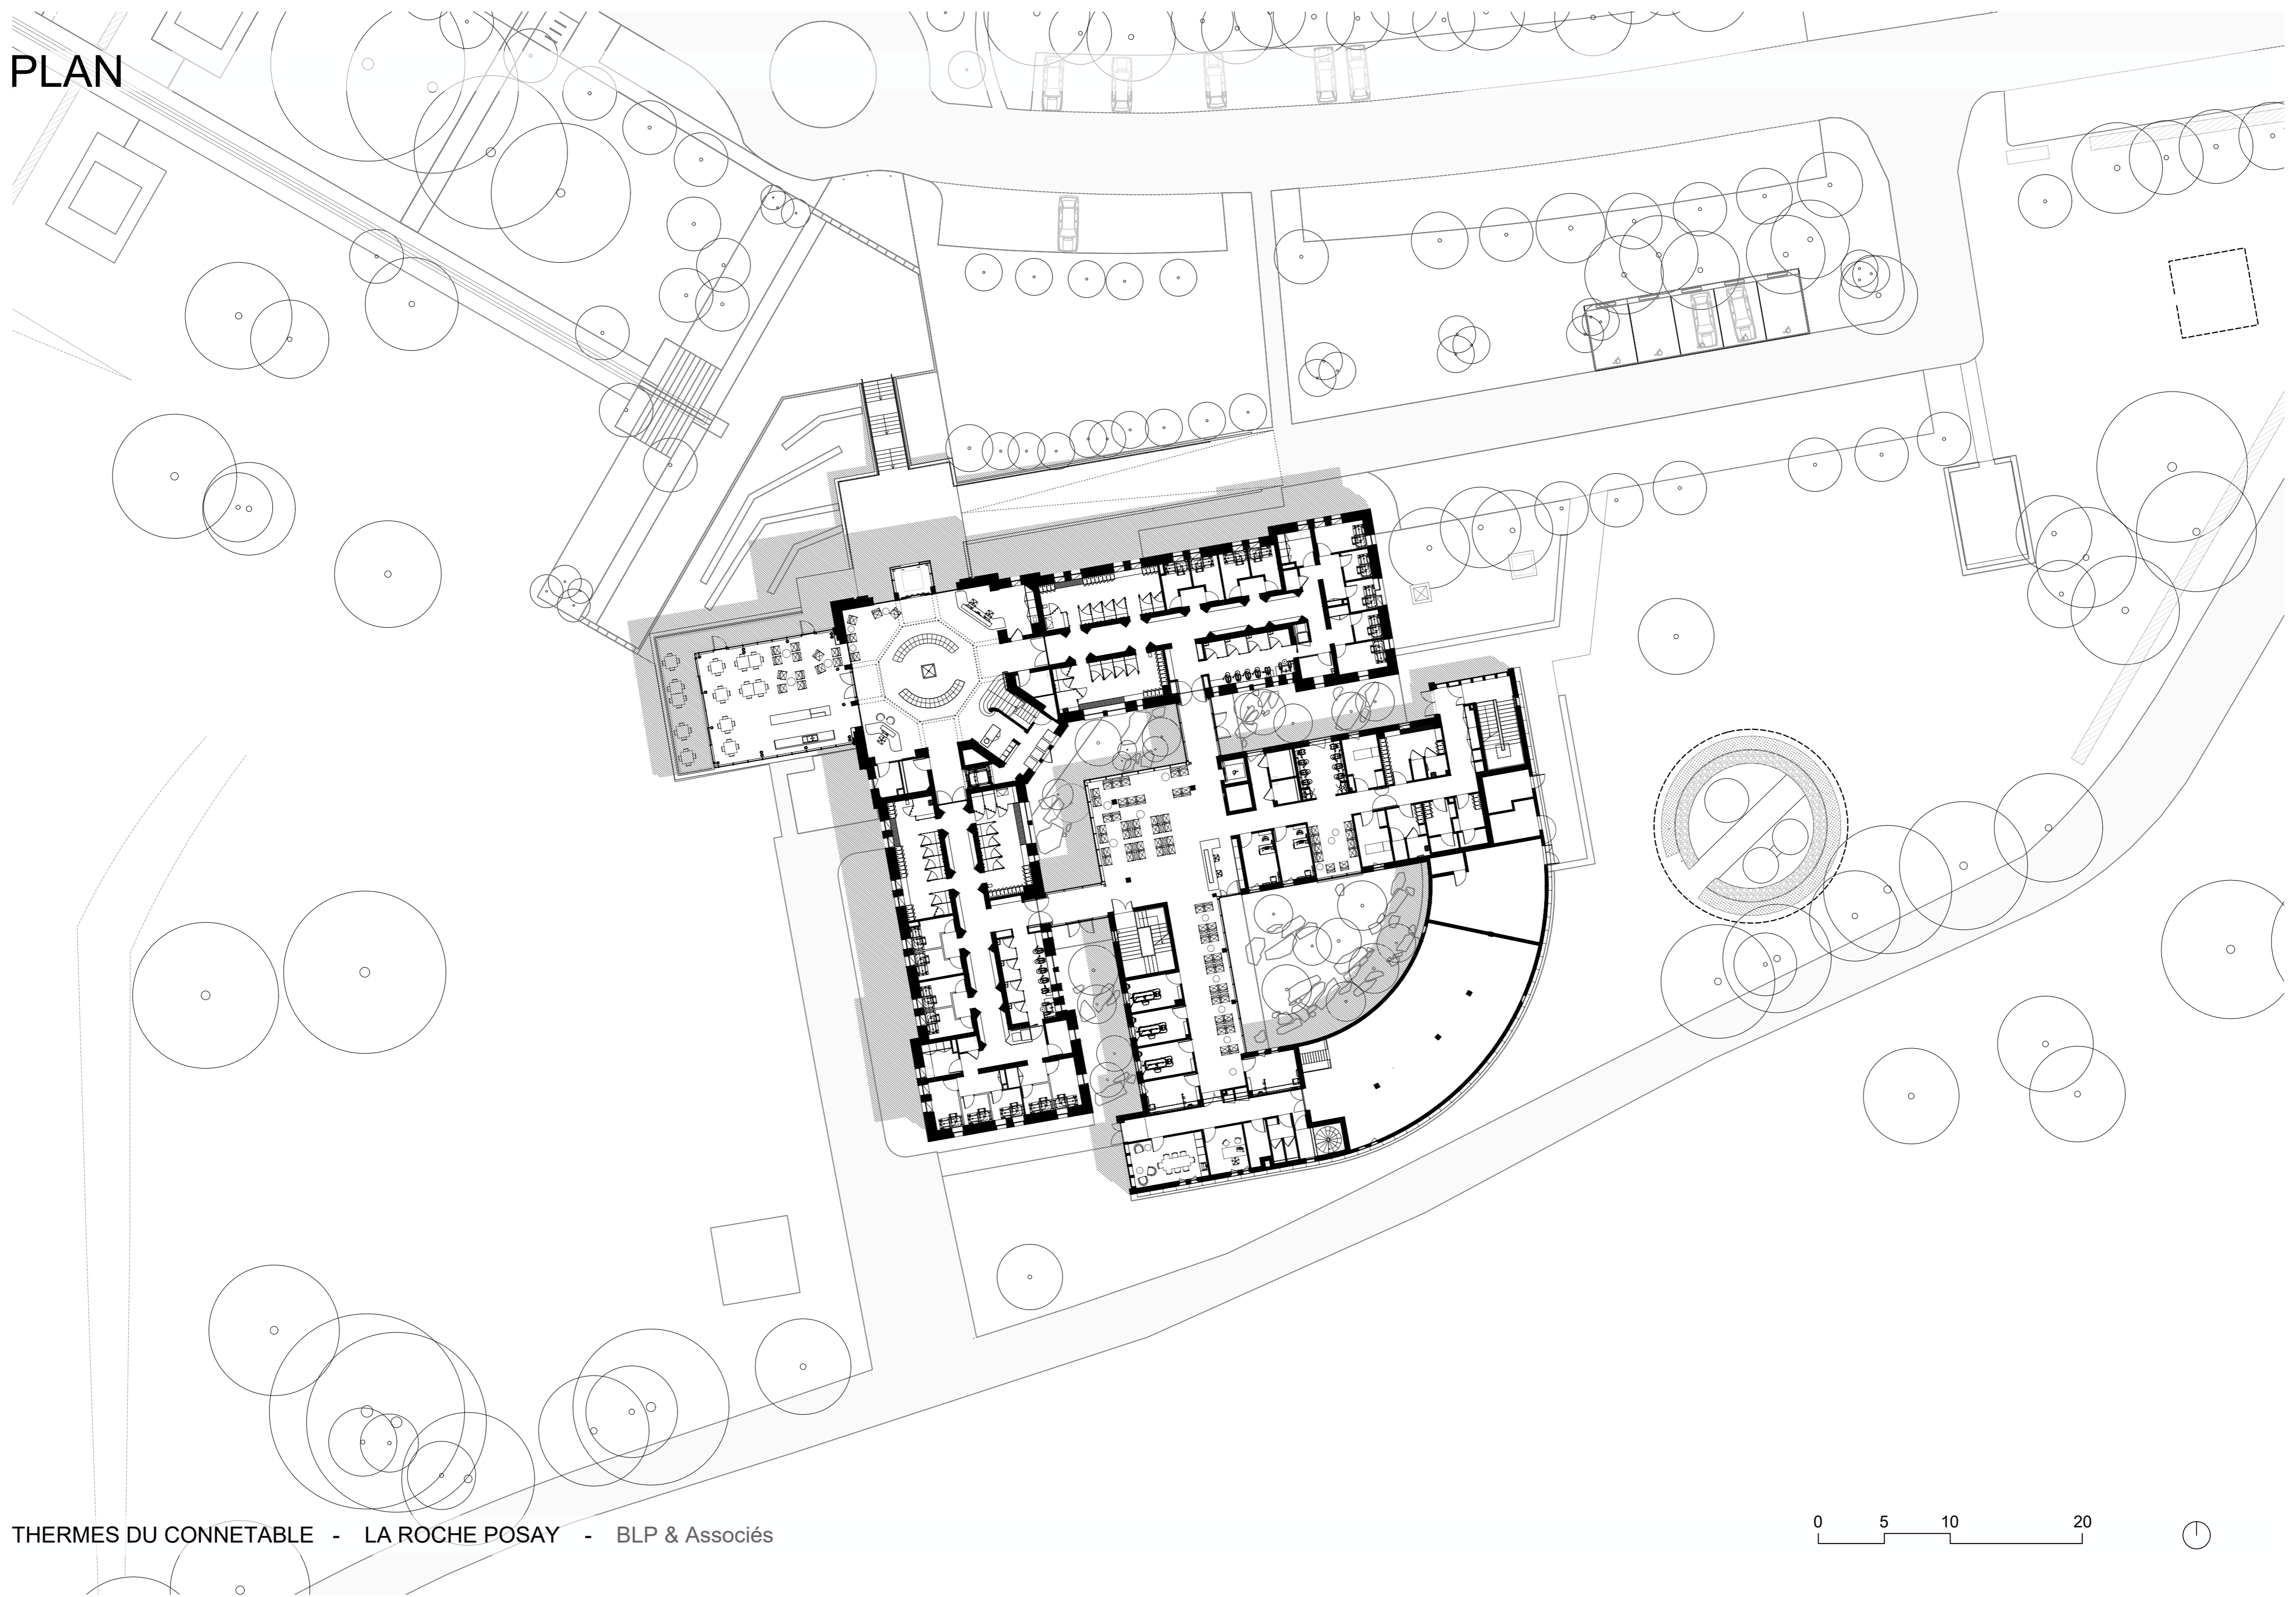 PLAN
THERMES DU CONNETABLE - LA ROCHE POSAY - BLP & Associés
0 5 10 20